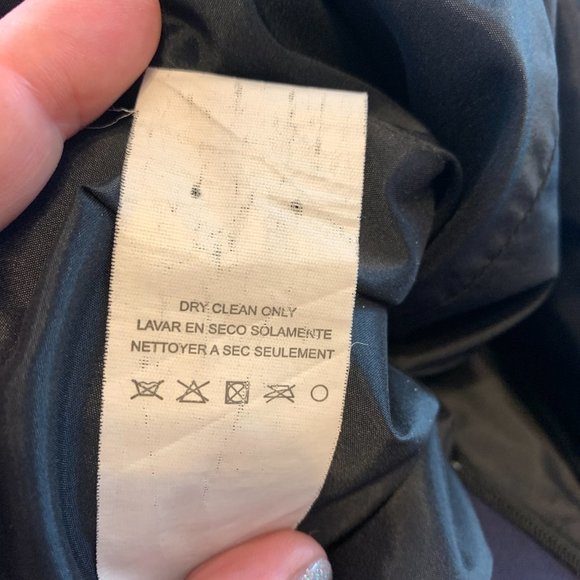 DRY CLEAN ONLY
LAVAR EN SECO SOLAMENTE
NETTOYER A SEC SEULEMENT